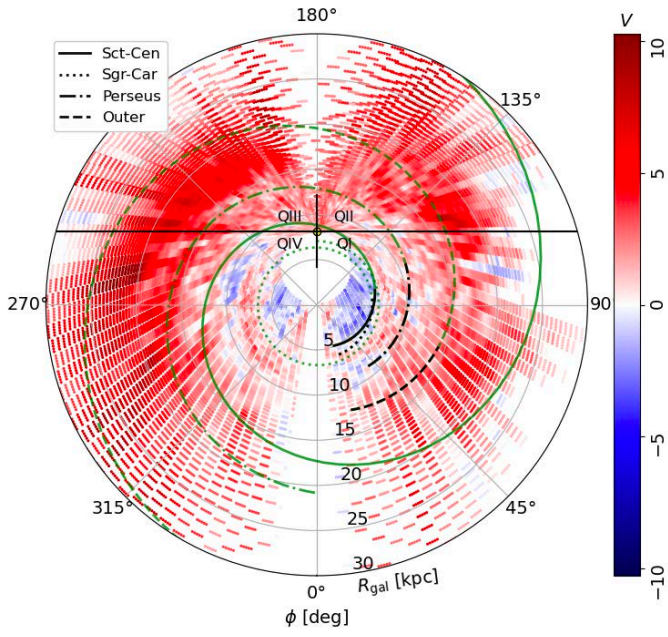 180°
V
Sct-Cen
Sgr-Car
Perseus
Outer
135°
10
5
0
−5
−10
QIII QII
QIV QI
270°
90
5
10
15
20
25
30
315°
45°
0°
R_gal [kpc]
ϕ [deg]